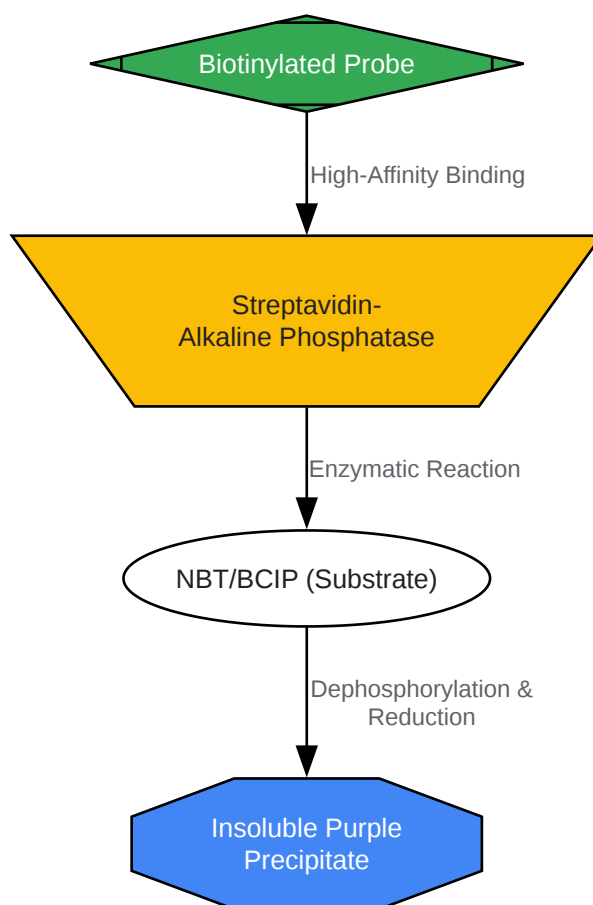 Biotinylated Probe
High-Affinity Binding
Streptavidin-
Alkaline Phosphatase
Enzymatic Reaction
NBT/BCIP (Substrate)
Dephosphorylation &
Reduction
Insoluble Purple
Precipitate